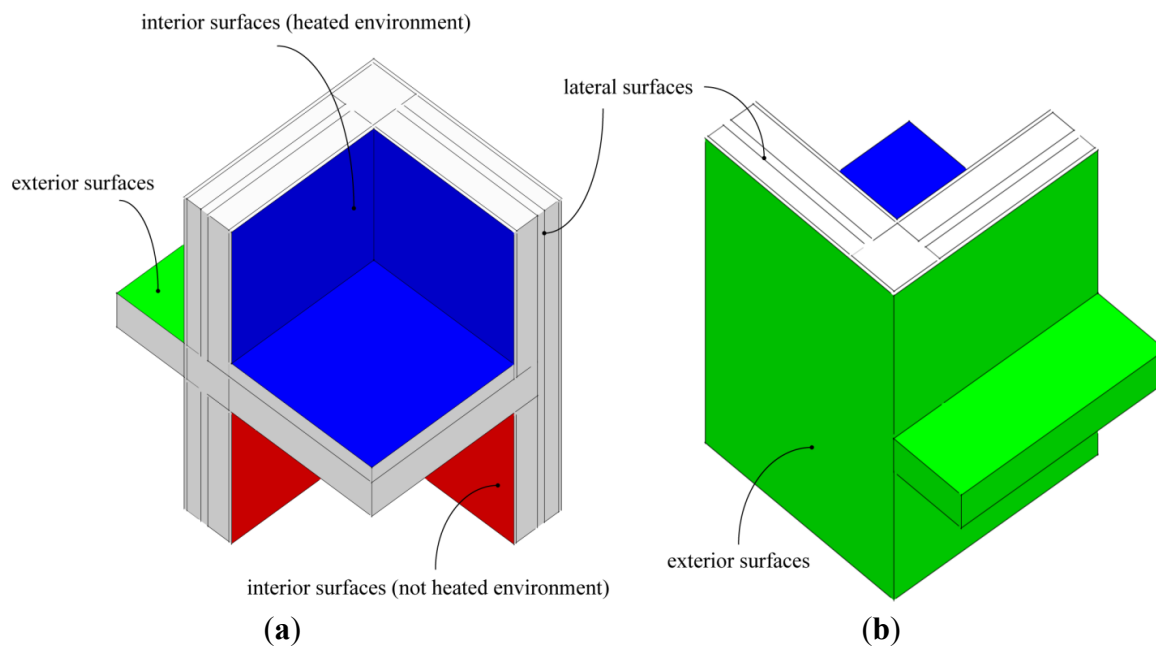 interior surfaces (heated environment)
lateral surfaces
exterior surfaces
exterior surfaces
interior surfaces (not heated environment)
(a)
(b)